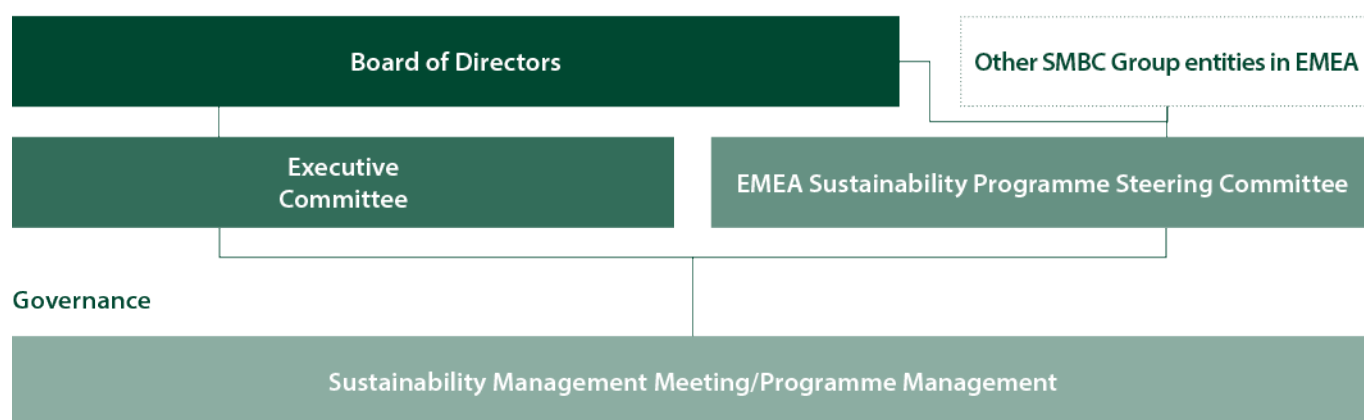 Board of Directors
Other SMBC Group entities in EMEA
Executive
Committee
EMEA Sustainability Programme Steering Committee
Governance
Sustainability Management Meeting/Programme Management